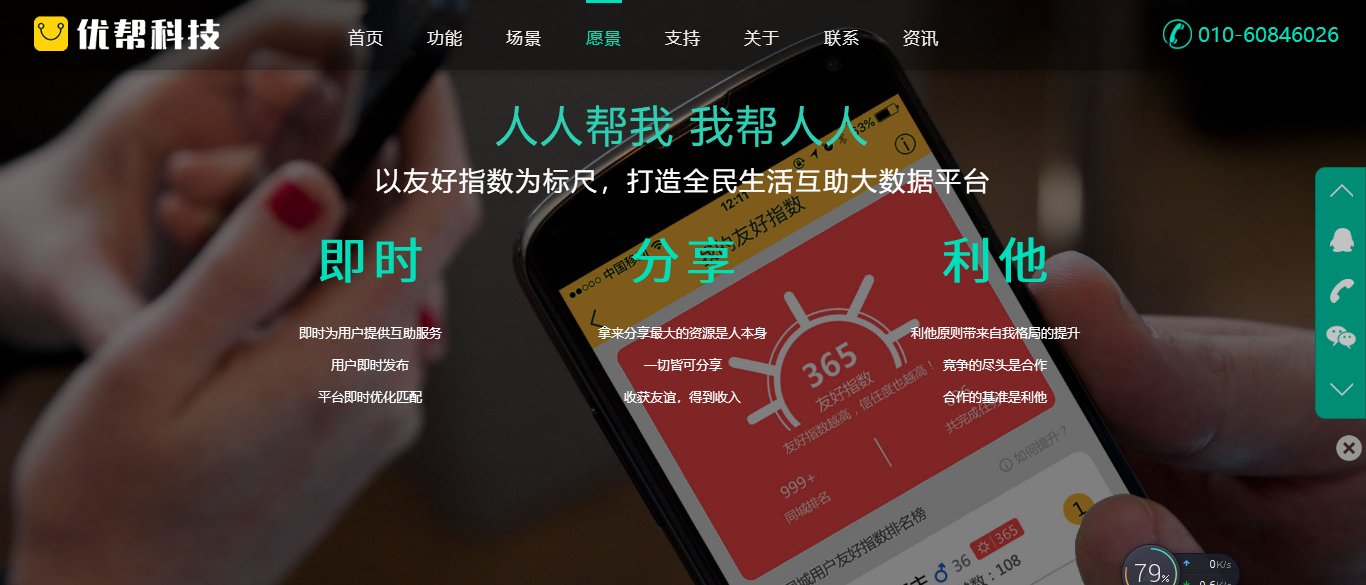 优帮科技
首页 功能 场景 愿景 支持 关于 联系 资讯
010-60846026
人人帮我 我帮人人
以友好指数为标尺，打造全民生活互助大数据平台
即时 分享 利他
即时为用户提供互助服务
用户即时发布
平台即时优化匹配
拿来分享最大的资源是人本身
一切皆可分享
收获友谊，得到收入
利他原则带来自我格局的提升
竞争的尽头是合作
合作的基准是利他
中国移
12:11
33%
的友好指数
365
友好指数
友好指数越高，信任度也越高！
999+
同城排名
共完成任
如何提升？
同城用户友好指数排名榜
1
36
365
数：108
79%
0K/s
0.6K/s